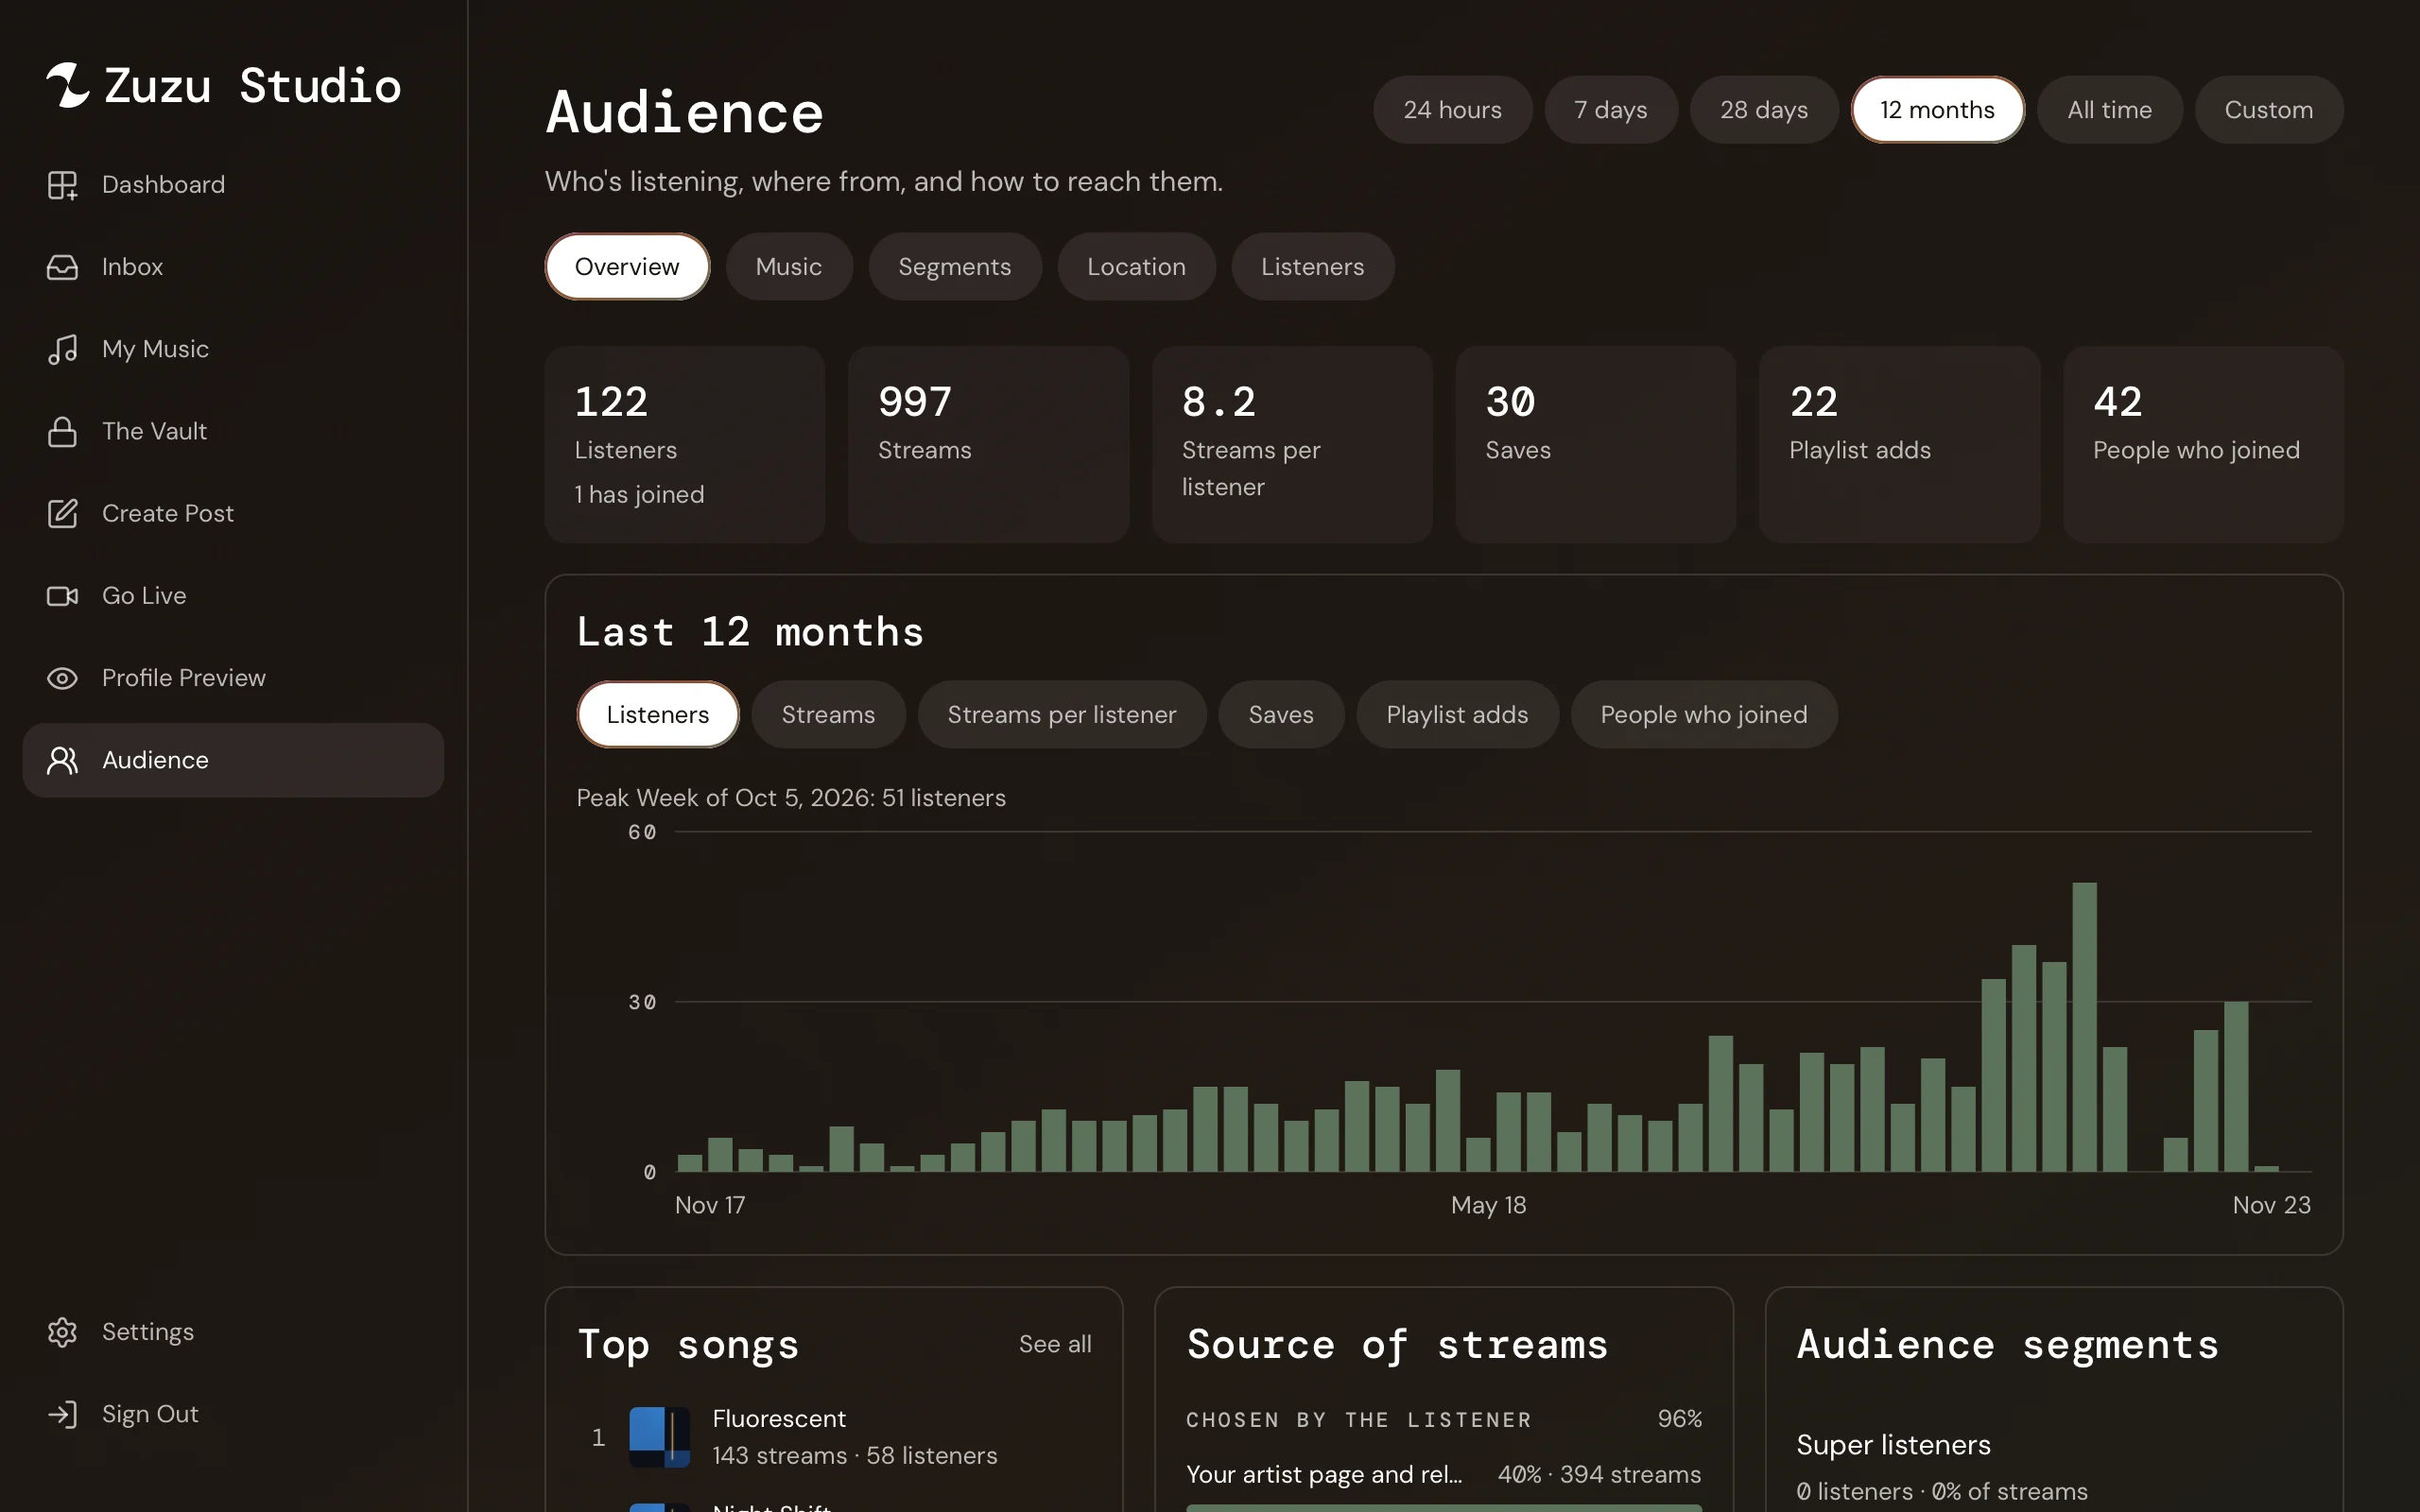 Zuzu Studio
Dashboard
Inbox
My Music
The Vault
Create Post
Go Live
Profile Preview
Audience
Settings
Sign Out
Audience
Who's listening, where from, and how to reach them.
24 hours
7 days
28 days
12 months
All time
Custom
Overview
Music
Segments
Location
Listeners
122
Listeners
1 has joined
997
Streams
8.2
Streams per
listener
30
Saves
22
Playlist adds
42
People who joined
Last 12 months
Listeners
Streams
Streams per listener
Saves
Playlist adds
People who joined
Peak Week of Oct 5, 2026: 51 listeners
60
30
0
Nov 17
May 18
Nov 23
Top songs
See all
1
Fluorescent
143 streams · 58 listeners
Night Shift
Source of streams
CHOSEN BY THE LISTENER
96%
Your artist page and rel...
40% · 394 streams
Audience segments
Super listeners
0 listeners · 0% of streams